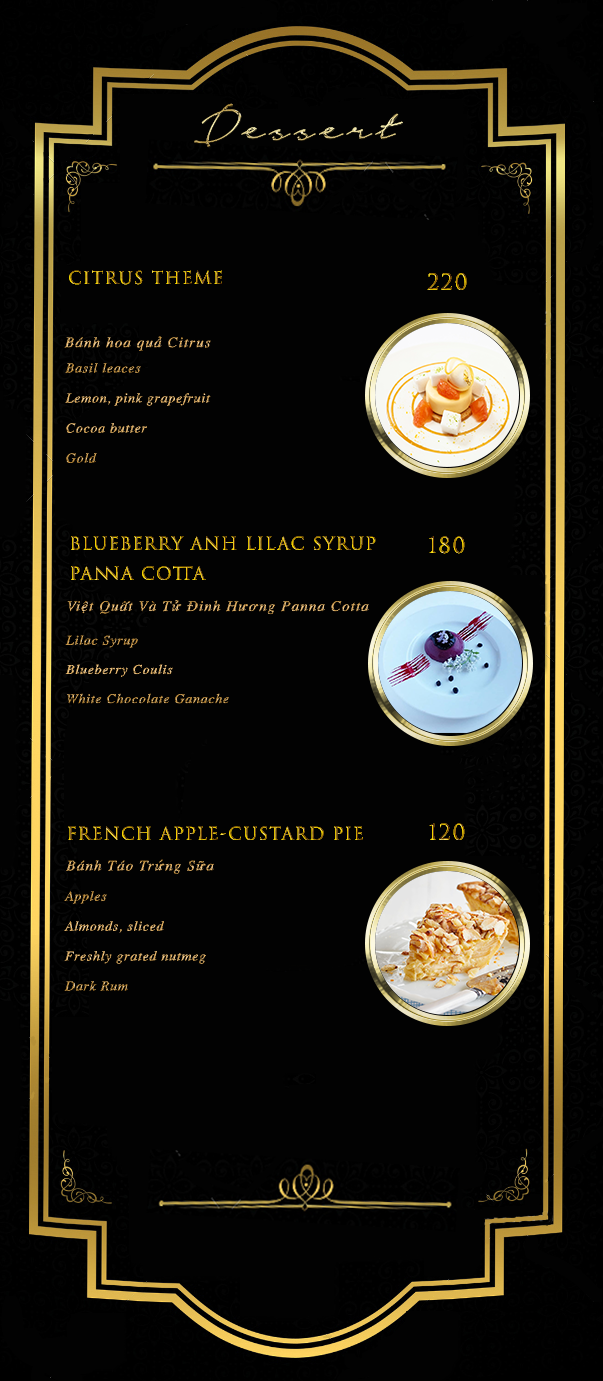 Dessert
CITRUS THEME 220
Bánh hoa quả Citrus
Basil leaces
Lemon, pink grapefruit
Cocoa butter
Gold
BLUEBERRY ANH LILAC SYRUP 180
PANNA COTTA
Việt Quất Và Tử Đinh Hương Panna Cotta
Lilac Syrup
Blueberry Coulis
White Chocolate Ganache
FRENCH APPLE-CUSTARD PIE 120
Bánh Táo Trứng Sữa
Apples
Almonds, sliced
Freshly grated nutmeg
Dark Rum